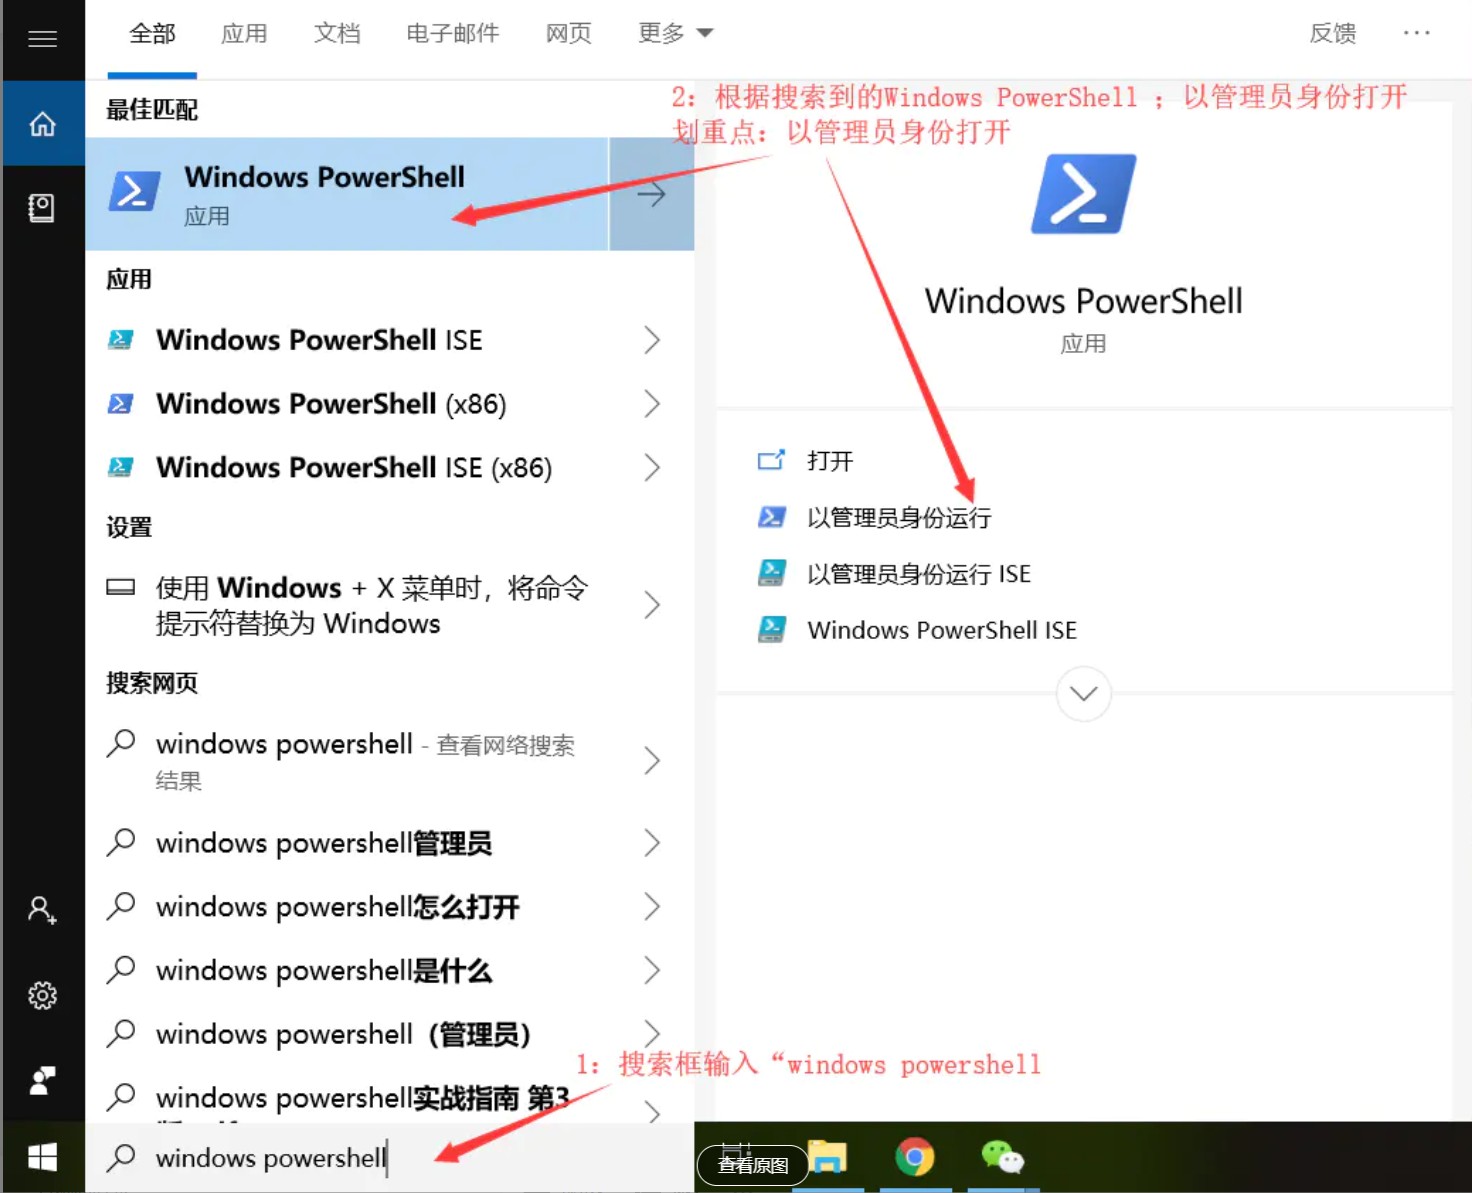 全部 应用 文档 电子邮件 网页 更多 反馈
最佳匹配
2：根据搜索到的Windows PowerShell ；以管理员身份打开
划重点：以管理员身份打开
Windows PowerShell
应用
应用
Windows PowerShell ISE
Windows PowerShell (x86)
Windows PowerShell ISE (x86)
设置
使用 Windows + X 菜单时，将命令
提示符替换为 Windows
搜索网页
windows powershell - 查看网络搜索
结果
windows powershell管理员
windows powershell怎么打开
windows powershell是什么
windows powershell（管理员）
windows powershell实战指南 第3
Windows PowerShell
应用
打开
以管理员身份运行
以管理员身份运行 ISE
Windows PowerShell ISE
1：搜索框输入“windows powershell
windows powershell
查看原图